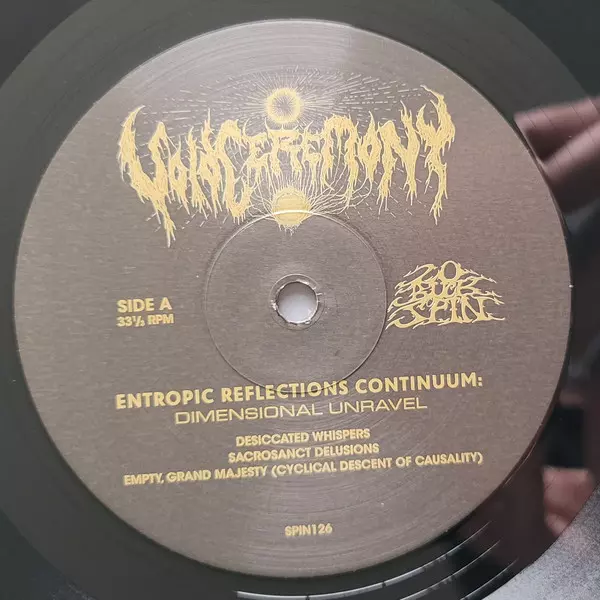 VOIDCEREMONY
SIDE A
33⅓ RPM
20
BUCK
SPIN
ENTROPIC REFLECTIONS CONTINUUM:
DIMENSIONAL UNRAVEL
DESICCATED WHISPERS
SACROSANCT DELUSIONS
EMPTY, GRAND MAJESTY (CYCLICAL DESCENT OF CAUSALITY)
SPIN126